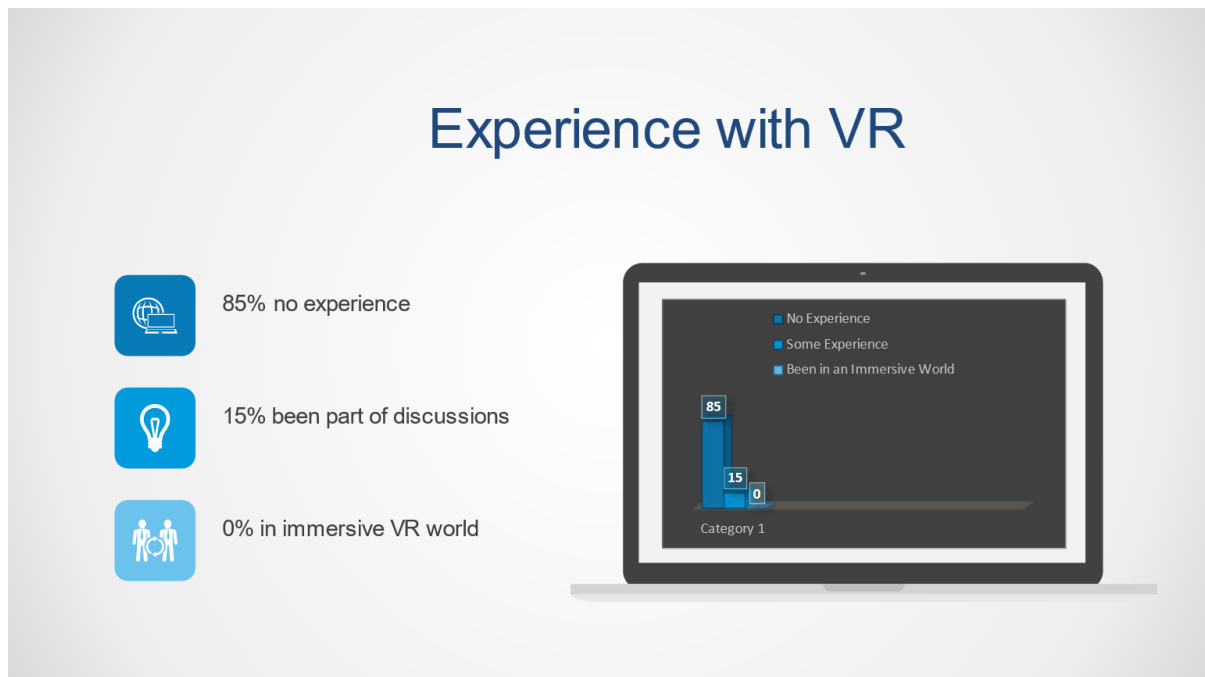 Experience with VR
85% no experience
15% been part of discussions
0% in immersive VR world
No Experience
Some Experience
Been in an Immersive World
85
15
0
Category 1